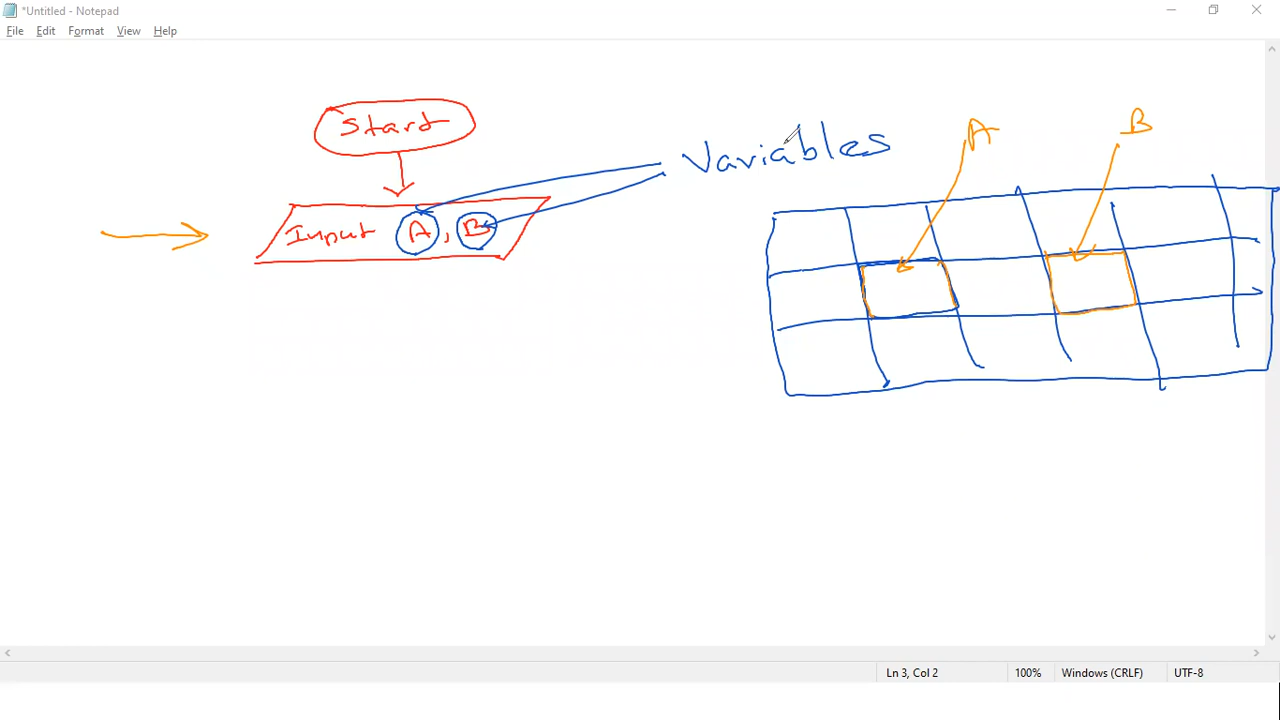 *Untitled - Notepad
File Edit Format View Help
Start
Input A, B
Variables
A
B
Ln 3, Col 2 100% Windows (CRLF) UTF-8